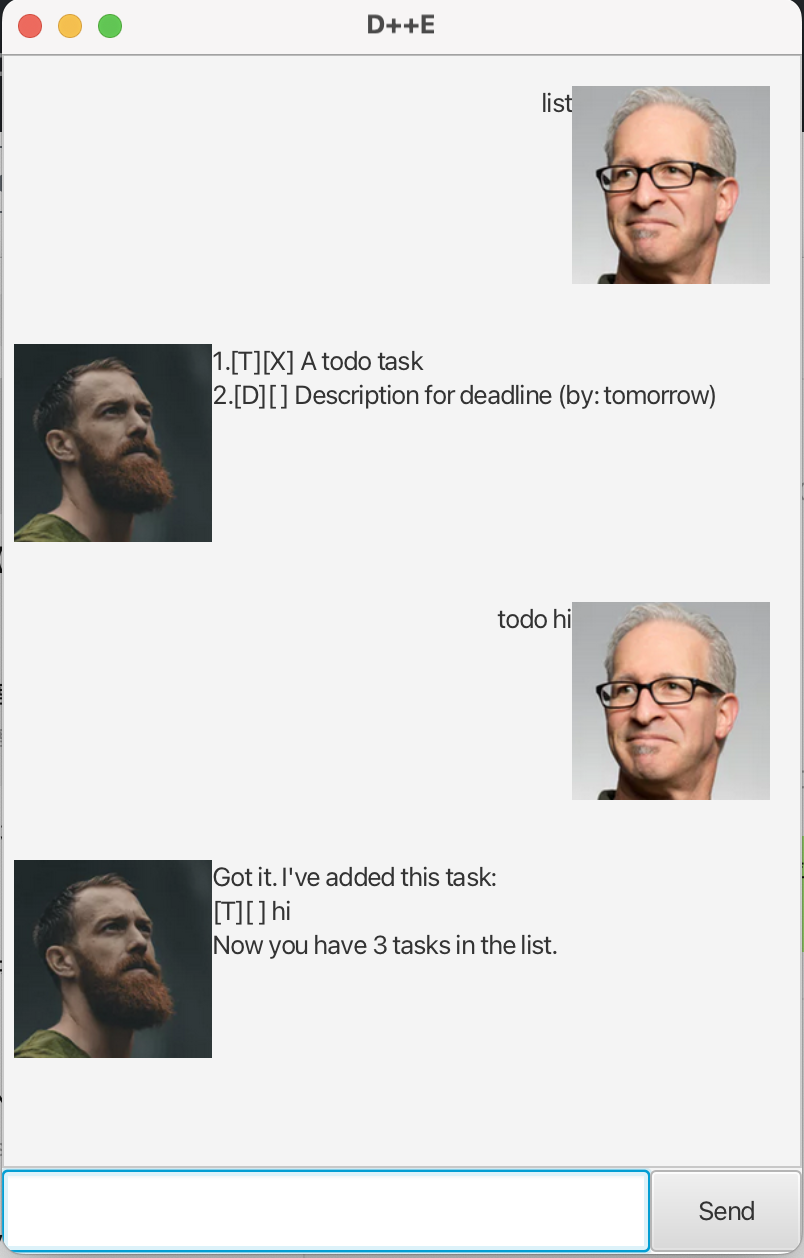 D++E
list
1.[T][X] A todo task
2.[D][ ] Description for deadline (by: tomorrow)
todo hi
Got it. I've added this task:
[T][ ] hi
Now you have 3 tasks in the list.
Send